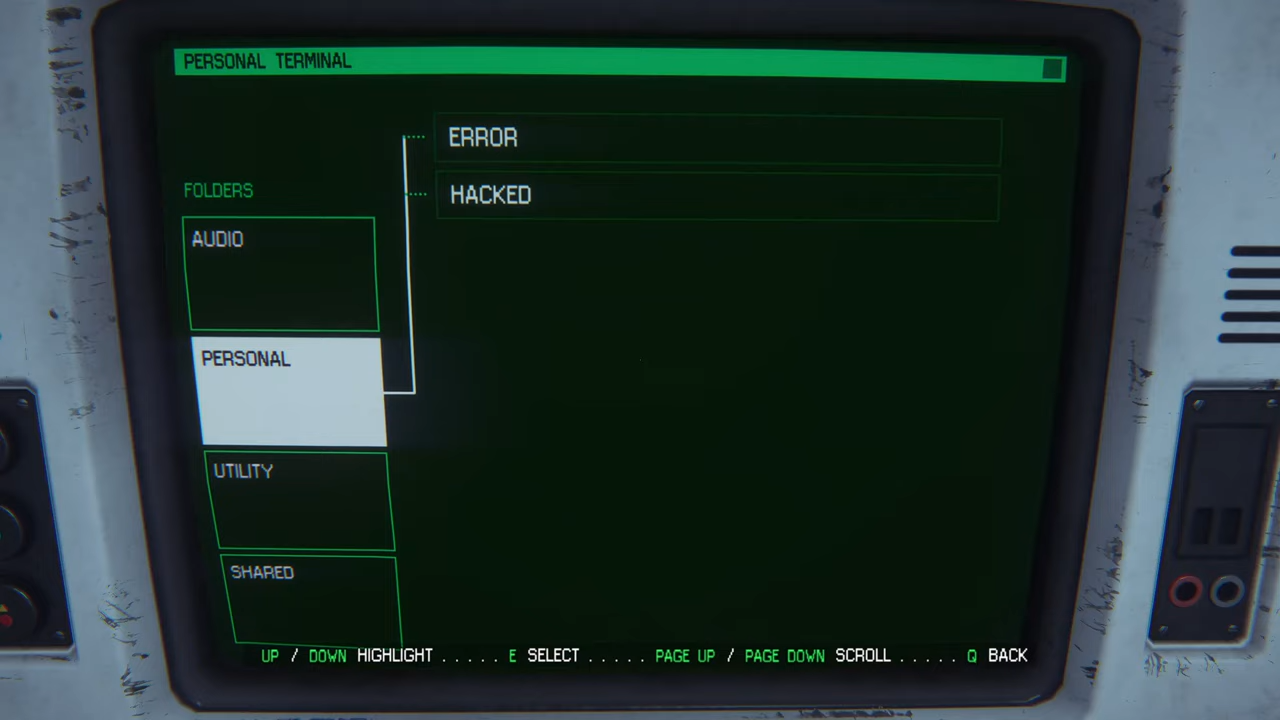 PERSONAL TERMINAL
ERROR
HACKED
FOLDERS
AUDIO
PERSONAL
UTILITY
SHARED
UP / DOWN HIGHLIGHT ..... E SELECT ..... PAGE UP / PAGE DOWN SCROLL ..... Q BACK